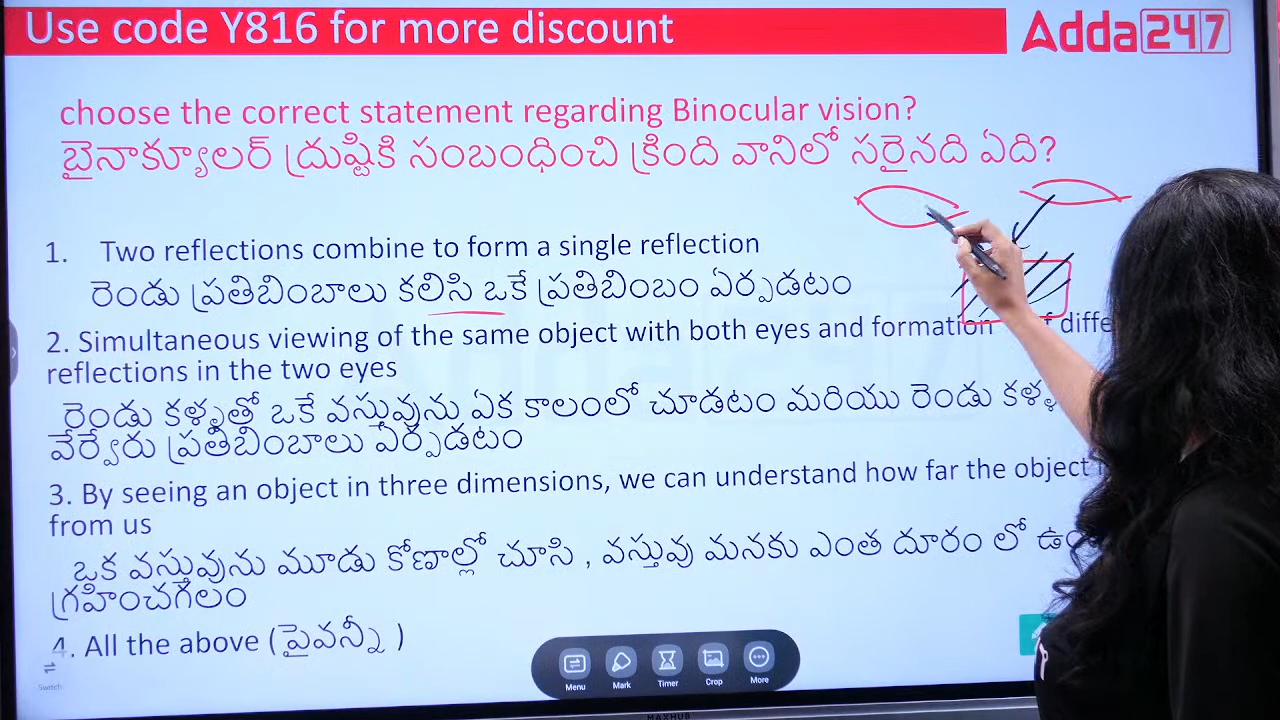 Use code Y816 for more discount
Adda 247
choose the correct statement regarding Binocular vision?
బైనాక్యూలర్ ద్రుష్టికి సంబంధించి క్రింది వానిలో సరైనది ఏది?
1. Two reflections combine to form a single reflection
రెండు ప్రతిబింబాలు కలిసి ఒకే ప్రతిబింబం ఏర్పడటం
2. Simultaneous viewing of the same object with both eyes and formation
reflections in the two eyes
రెండు కళ్ళతో ఒకే వస్తువును ఏక కాలంలో చూడటం మరియు రెండు
వేర్వేరు ప్రతిబింబాలు ఏర్పడటం
3. By seeing an object in three dimensions, we can understand how far the object
from us
ఒక వస్తువును మూడు కోణాల్లో చూసి , వస్తువు మనకు ఎంత దూరం లో
గ్రహించగలం
4. All the above (పైవన్నీ )
Switch
Menu Mark Timer Crop More
MAXHUB